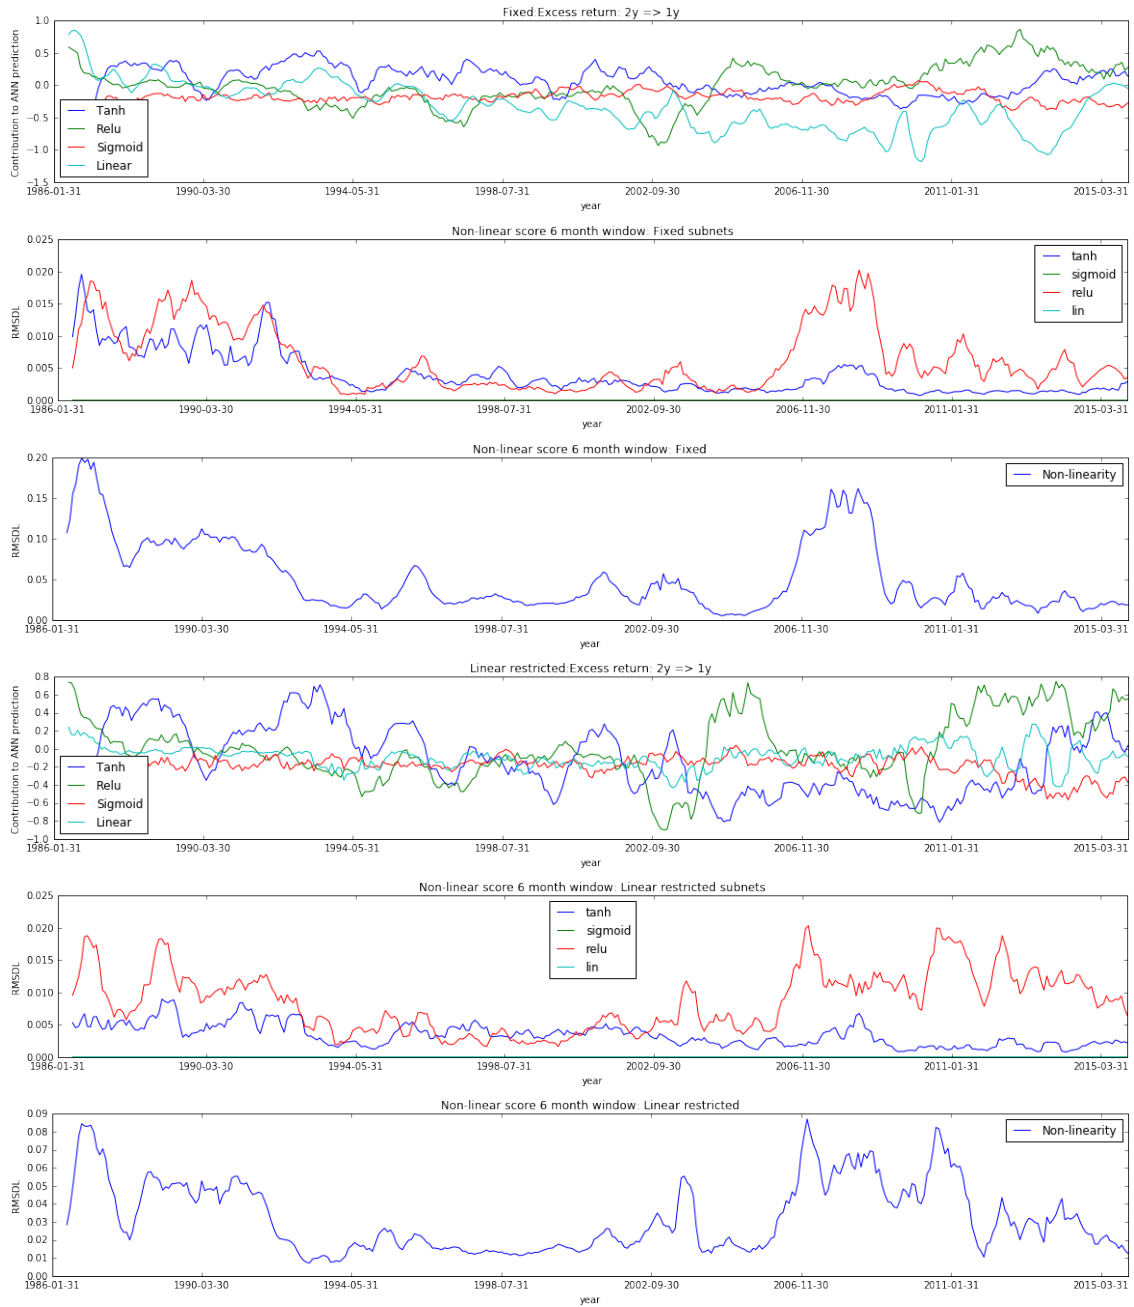 Fixed:Excess return: 2y => 1y
Contribution to ANN prediction
1.0
0.5
0.0
−0.5
−1.0
−1.5
Tanh
Relu
Sigmoid
Linear
1986-01-31 1990-03-30 1994-05-31 1998-07-31 2002-09-30 2006-11-30 2011-01-31 2015-03-31
year
Non-linear score 6 month window: Fixed subnets
RMSDL
0.025
0.020
0.015
0.010
0.005
0.000
tanh
sigmoid
relu
lin
1986-01-31 1990-03-30 1994-05-31 1998-07-31 2002-09-30 2006-11-30 2011-01-31 2015-03-31
year
Non-linear score 6 month window: Fixed
RMSDL
0.20
0.15
0.10
0.05
0.00
Non-linearity
1986-01-31 1990-03-30 1994-05-31 1998-07-31 2002-09-30 2006-11-30 2011-01-31 2015-03-31
year
Linear restricted:Excess return: 2y => 1y
Contribution to ANN prediction
0.8
0.6
0.4
0.2
0.0
−0.2
−0.4
−0.6
−0.8
−1.0
Tanh
Relu
Sigmoid
Linear
1986-01-31 1990-03-30 1994-05-31 1998-07-31 2002-09-30 2006-11-30 2011-01-31 2015-03-31
year
Non-linear score 6 month window: Linear restricted subnets
RMSDL
0.025
0.020
0.015
0.010
0.005
0.000
tanh
sigmoid
relu
lin
1986-01-31 1990-03-30 1994-05-31 1998-07-31 2002-09-30 2006-11-30 2011-01-31 2015-03-31
year
Non-linear score 6 month window: Linear restricted
RMSDL
0.09
0.08
0.07
0.06
0.05
0.04
0.03
0.02
0.01
0.00
Non-linearity
1986-01-31 1990-03-30 1994-05-31 1998-07-31 2002-09-30 2006-11-30 2011-01-31 2015-03-31
year